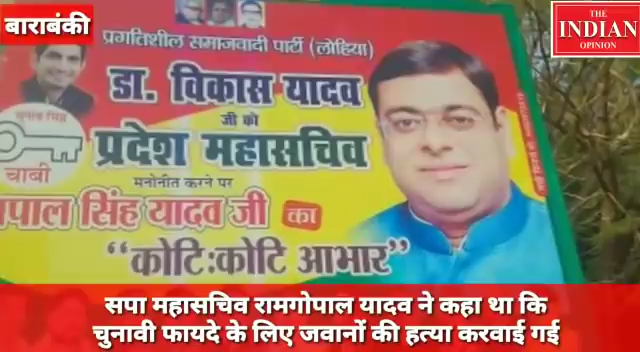 बाराबंकी
THE
INDIAN
OPINION
प्रगतिशील समाजवादी पार्टी (लोहिया)
डा. विकास यादव
जी को
चुनाव चिन्ह
प्रदेश महासचिव
चाबी
मनोनीत करने पर
पाल सिंह यादव जी का
“कोटि:कोटि आभार”
सपा महासचिव रामगोपाल यादव ने कहा था कि
चुनावी फायदे के लिए जवानों की हत्या करवाई गई